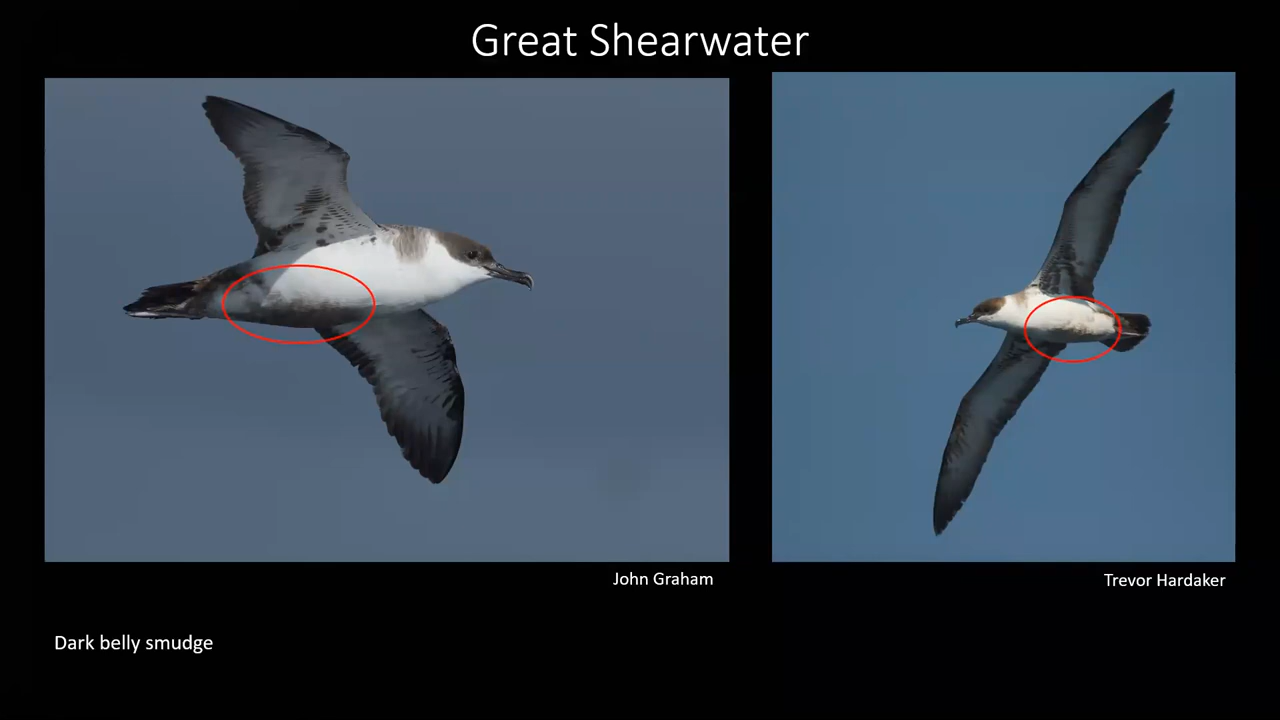 Great Shearwater
John Graham
Trevor Hardaker
Dark belly smudge